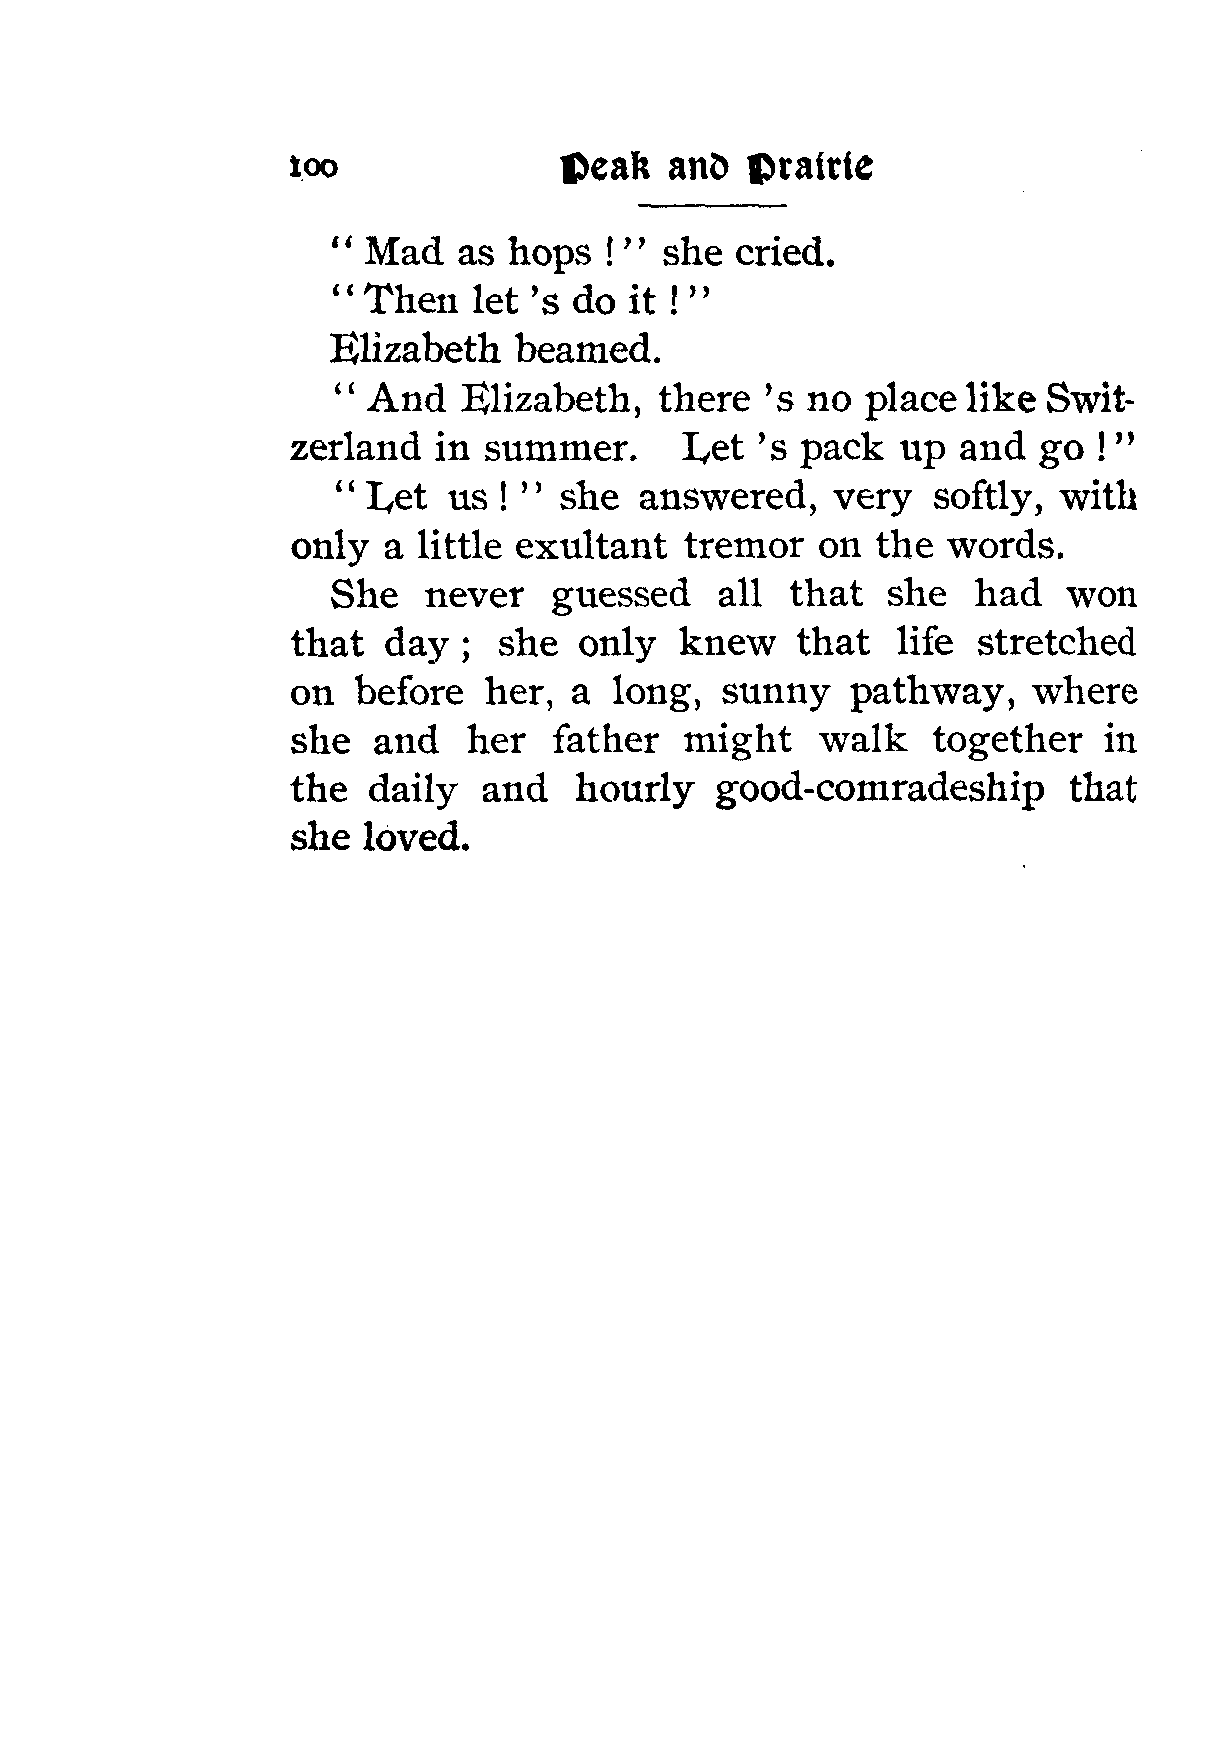 100 Peak and Prairie
“Mad as hops!” she cried.
“Then let 's do it!”
Elizabeth beamed.
“And Elizabeth, there 's no place like Swit-
zerland in summer. Let 's pack up and go!”
“Let us!” she answered, very softly, with
only a little exultant tremor on the words.
She never guessed all that she had won
that day; she only knew that life stretched
on before her, a long, sunny pathway, where
she and her father might walk together in
the daily and hourly good-comradeship that
she loved.